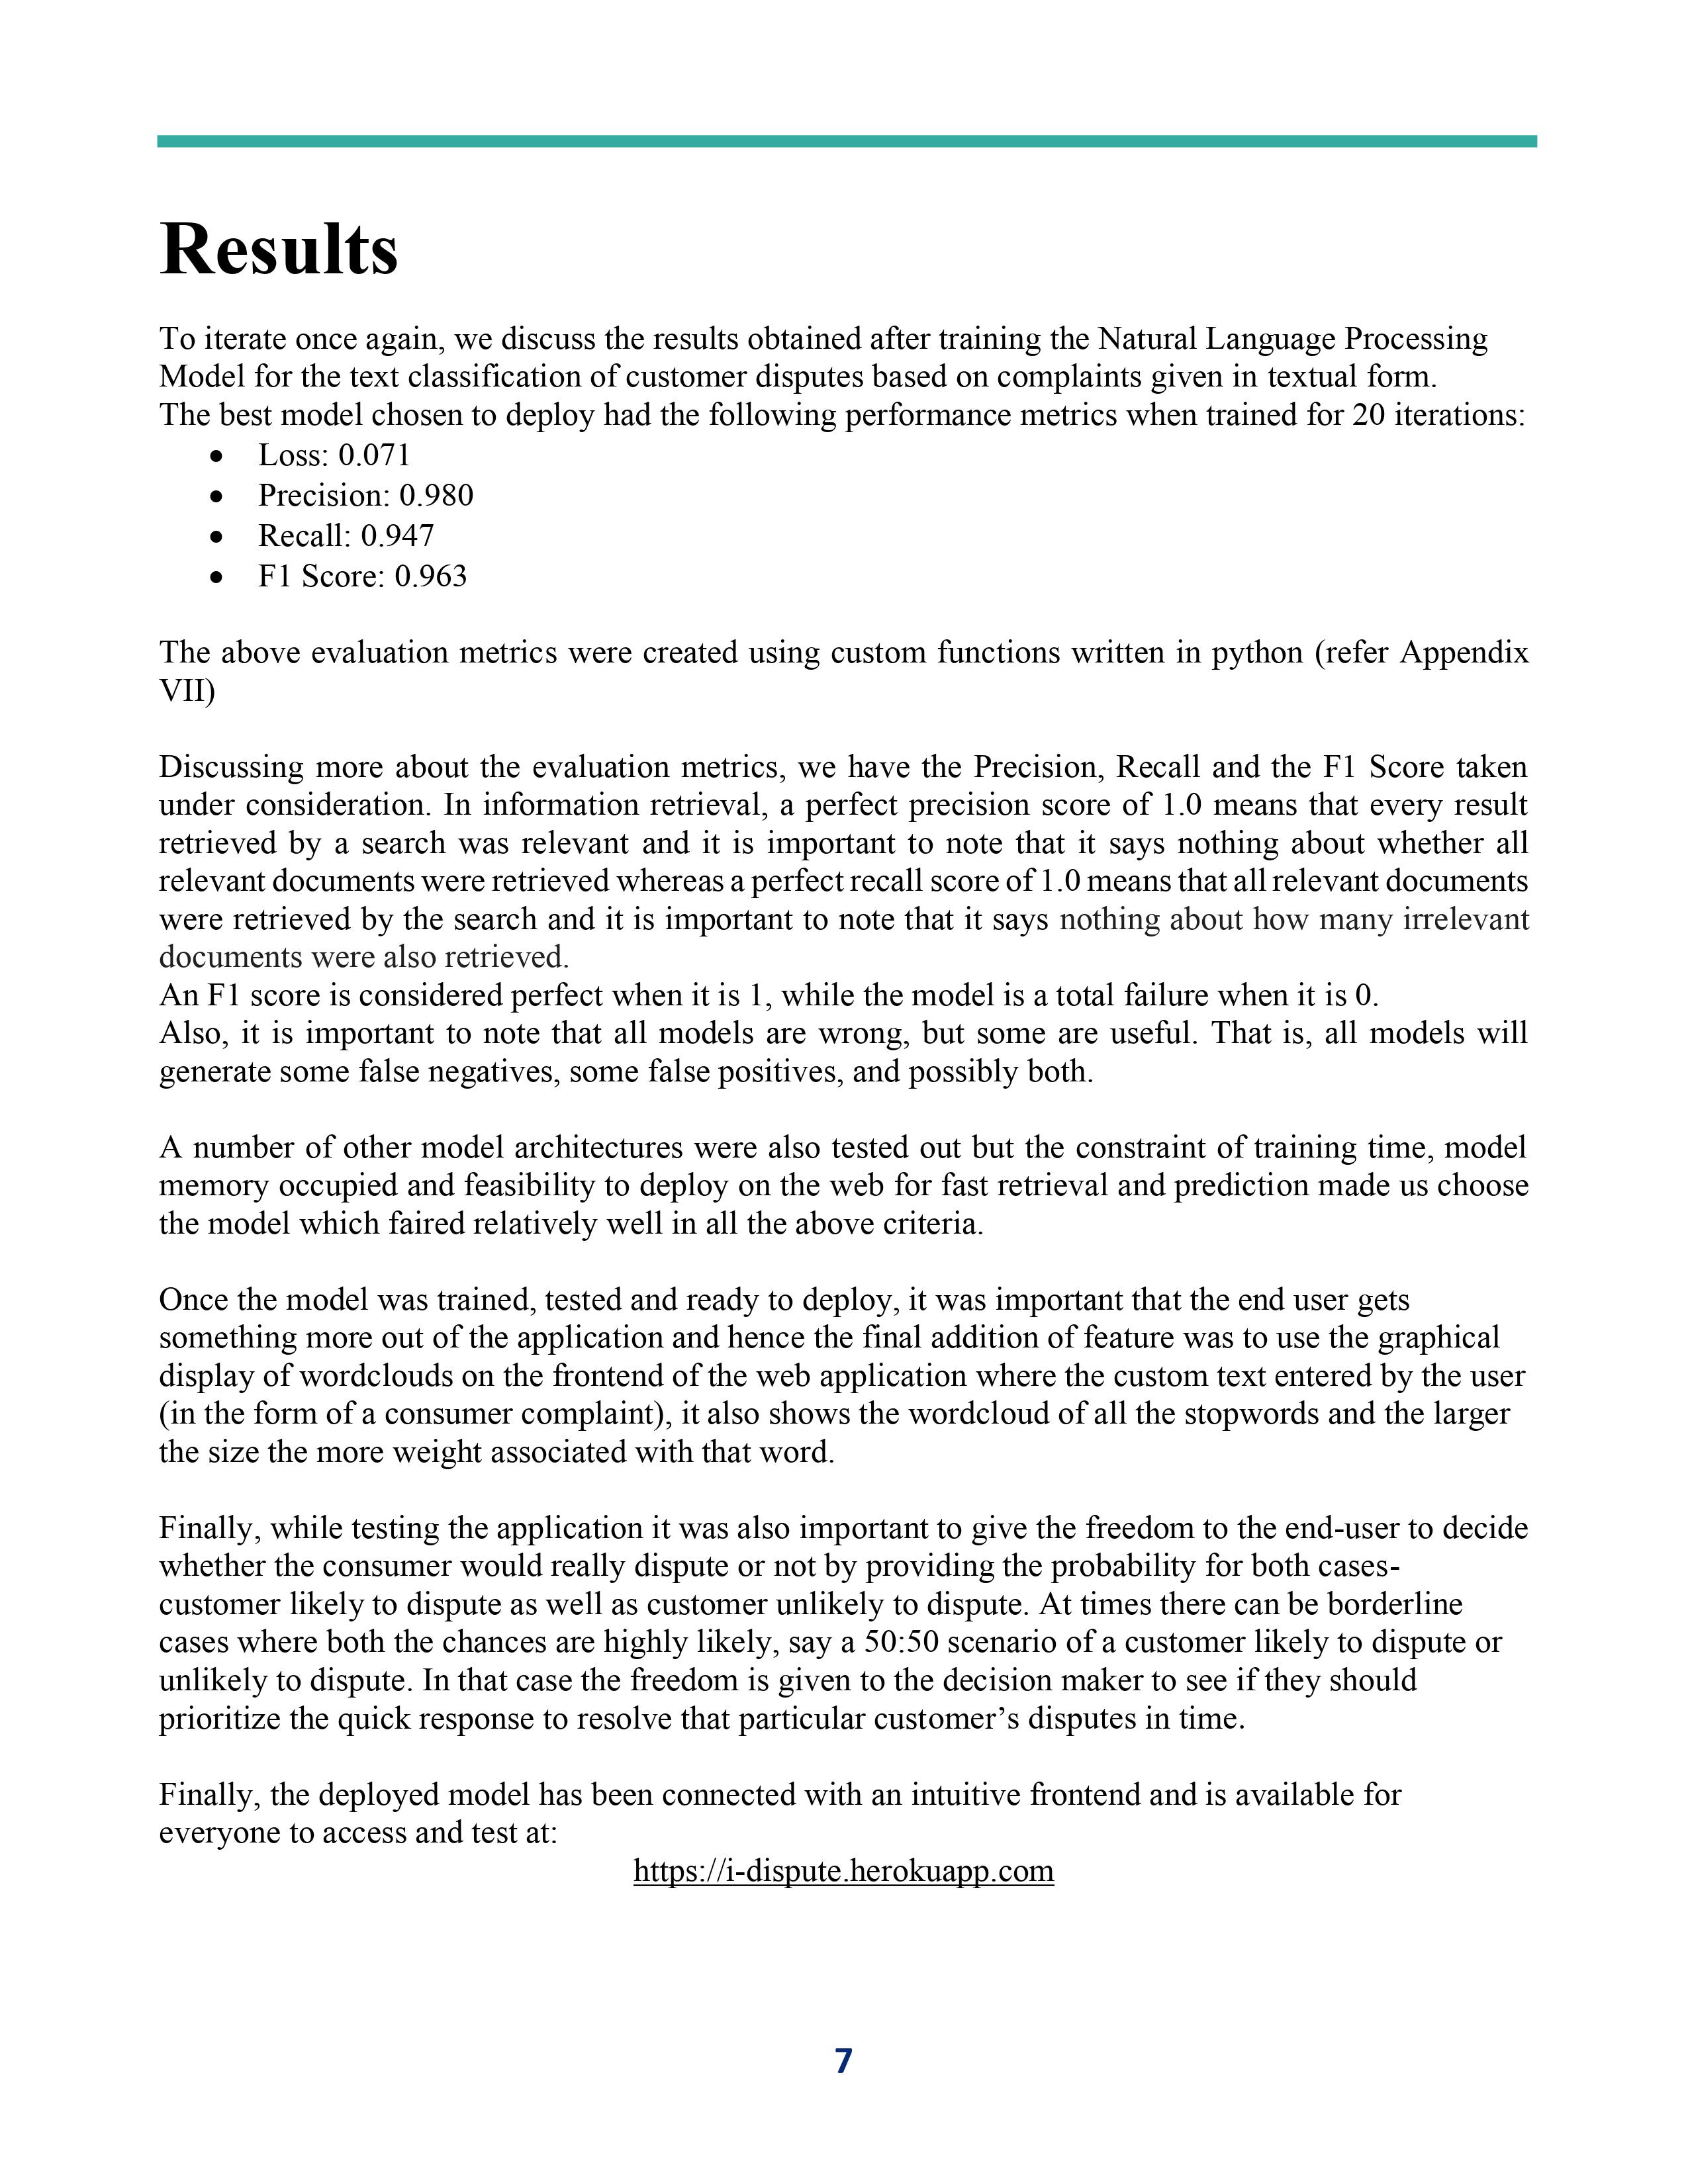 Results
To iterate once again, we discuss the results obtained after training the Natural Language Processing
Model for the text classification of customer disputes based on complaints given in textual form.
The best model chosen to deploy had the following performance metrics when trained for 20 iterations:
• Loss: 0.071
• Precision: 0.980
• Recall: 0.947
• F1 Score: 0.963
The above evaluation metrics were created using custom functions written in python (refer Appendix
VII)
Discussing more about the evaluation metrics, we have the Precision, Recall and the F1 Score taken
under consideration. In information retrieval, a perfect precision score of 1.0 means that every result
retrieved by a search was relevant and it is important to note that it says nothing about whether all
relevant documents were retrieved whereas a perfect recall score of 1.0 means that all relevant documents
were retrieved by the search and it is important to note that it says nothing about how many irrelevant
documents were also retrieved.
An F1 score is considered perfect when it is 1, while the model is a total failure when it is 0.
Also, it is important to note that all models are wrong, but some are useful. That is, all models will
generate some false negatives, some false positives, and possibly both.
A number of other model architectures were also tested out but the constraint of training time, model
memory occupied and feasibility to deploy on the web for fast retrieval and prediction made us choose
the model which faired relatively well in all the above criteria.
Once the model was trained, tested and ready to deploy, it was important that the end user gets
something more out of the application and hence the final addition of feature was to use the graphical
display of wordclouds on the frontend of the web application where the custom text entered by the user
(in the form of a consumer complaint), it also shows the wordcloud of all the stopwords and the larger
the size the more weight associated with that word.
Finally, while testing the application it was also important to give the freedom to the end-user to decide
whether the consumer would really dispute or not by providing the probability for both cases-
customer likely to dispute as well as customer unlikely to dispute. At times there can be borderline
cases where both the chances are highly likely, say a 50:50 scenario of a customer likely to dispute or
unlikely to dispute. In that case the freedom is given to the decision maker to see if they should
prioritize the quick response to resolve that particular customer’s disputes in time.
Finally, the deployed model has been connected with an intuitive frontend and is available for
everyone to access and test at:
https://i-dispute.herokuapp.com
7